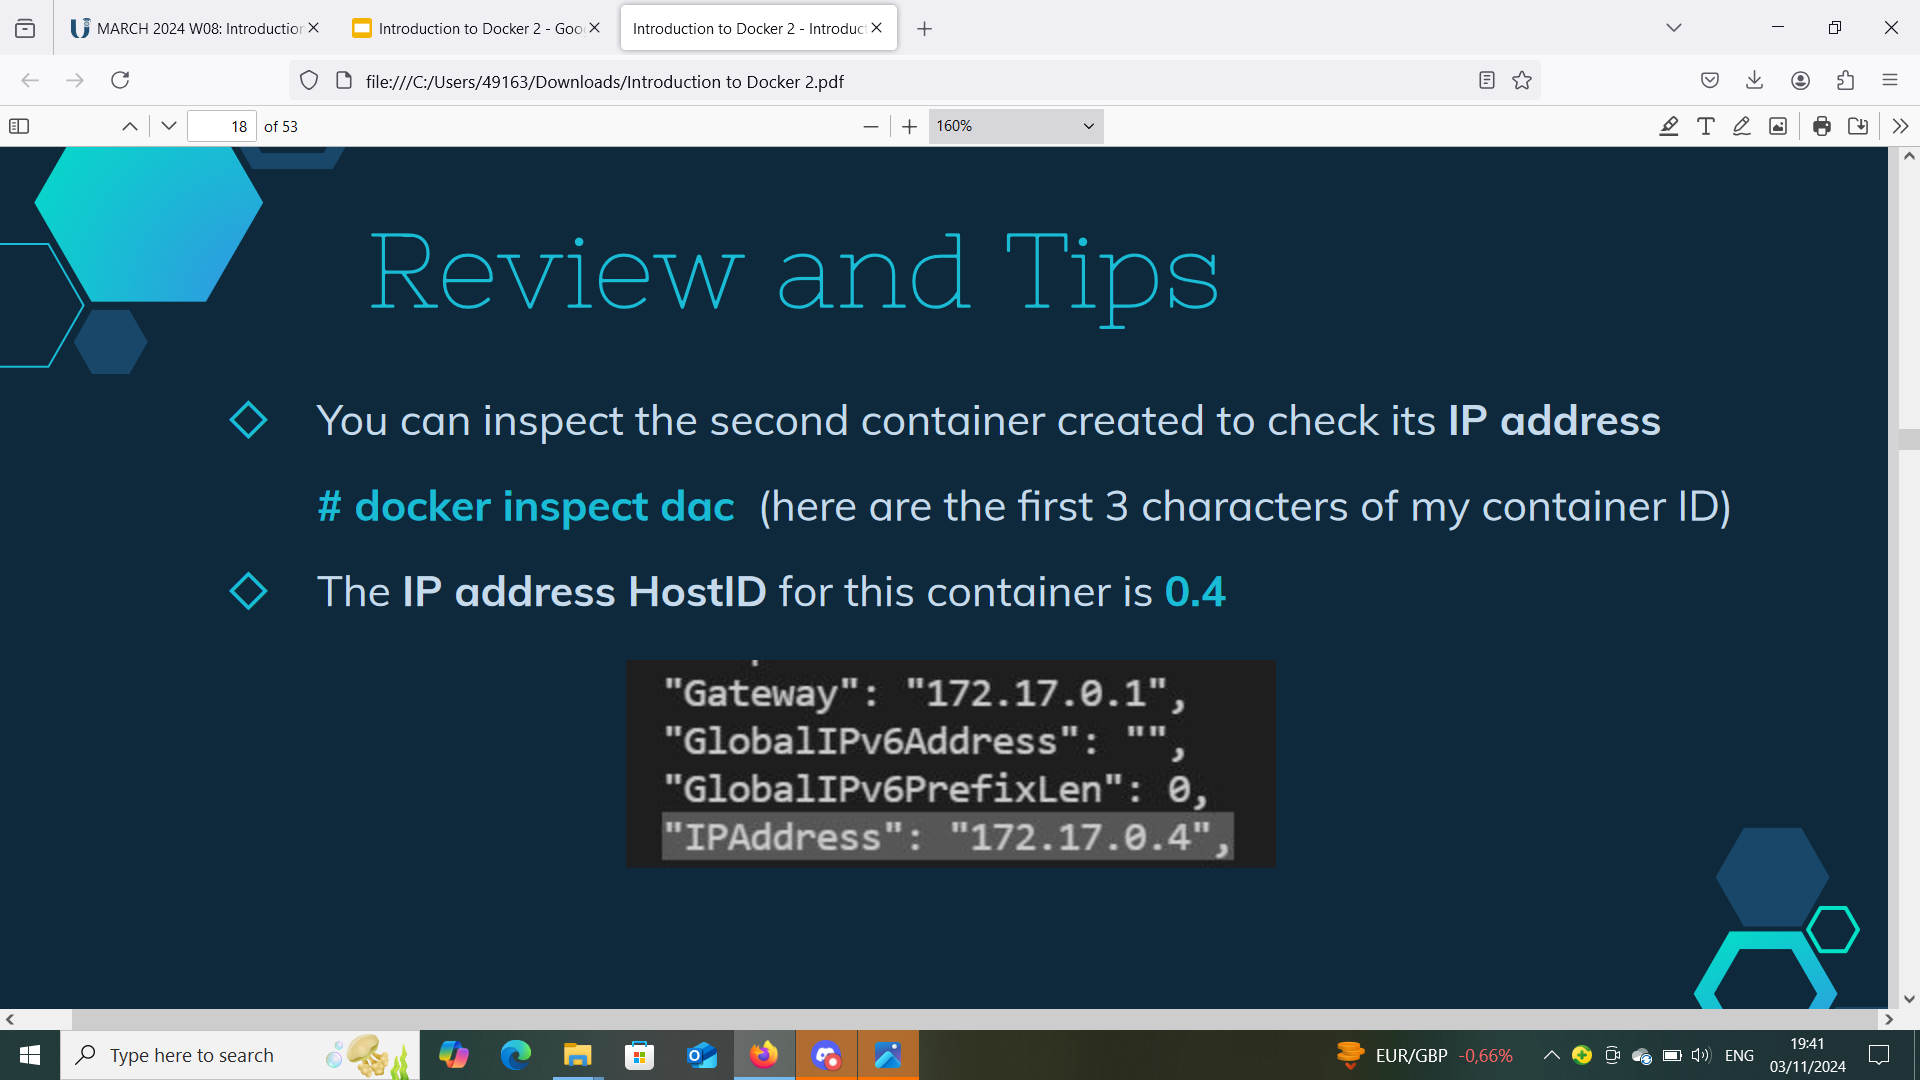 MARCH 2024 W08: Introduction
Introduction to Docker 2 - Goo
Introduction to Docker 2 - Introduc
file:///C:/Users/49163/Downloads/Introduction to Docker 2.pdf
18 of 53
160%
Review and Tips
You can inspect the second container created to check its IP address
# docker inspect dac (here are the first 3 characters of my container ID)
The IP address HostID for this container is 0.4
"Gateway": "172.17.0.1",
"GlobalIPv6Address": "",
"GlobalIPv6PrefixLen": 0,
"IPAddress": "172.17.0.4",
Type here to search
EUR/GBP -0,66%
ENG
19:41
03/11/2024